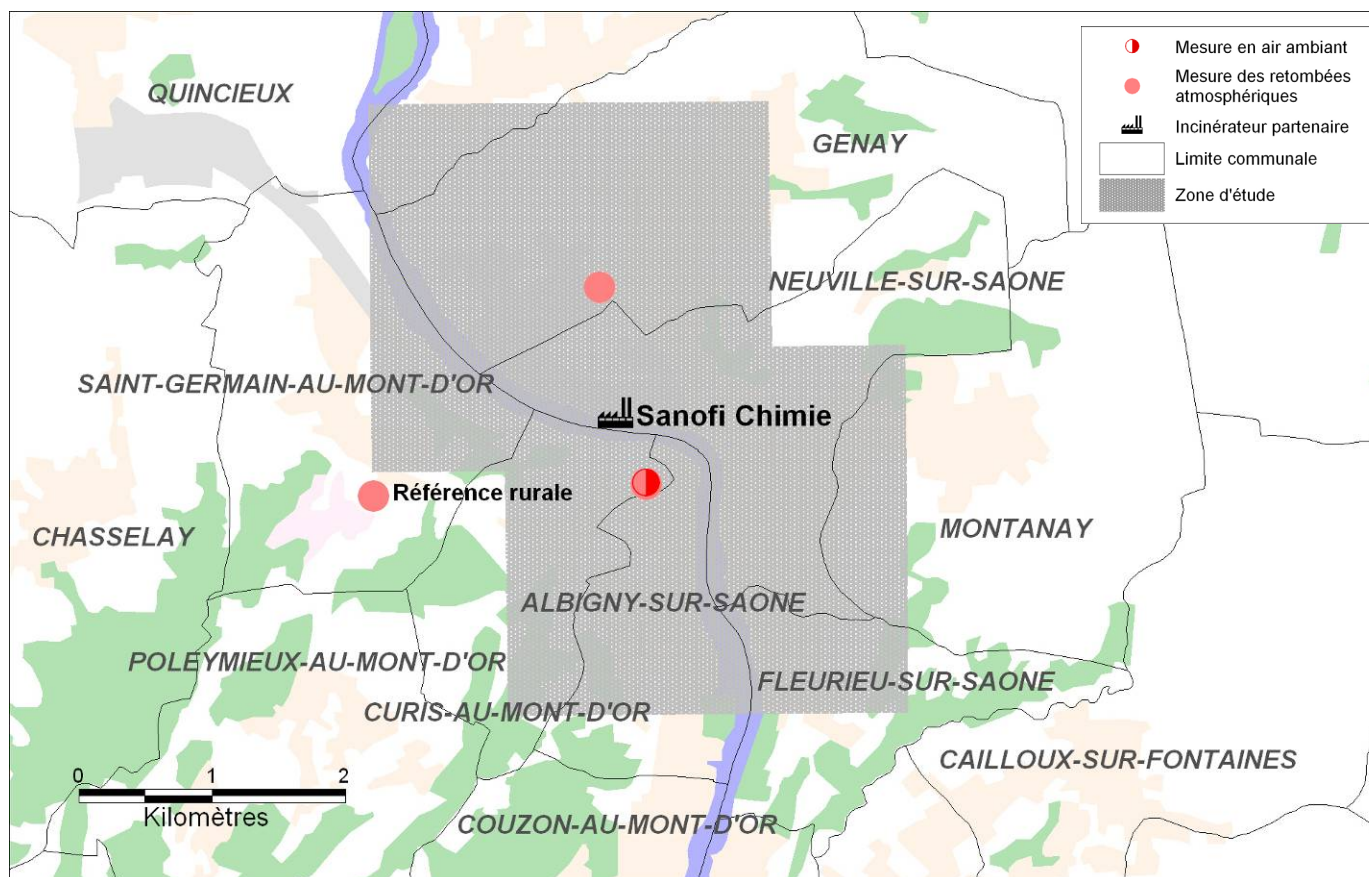 Mesure en air ambiant
Mesure des retombées
atmosphériques
Incinérateur partenaire
Limite communale
Zone d'étude
QUINCIEUX
GENAY
NEUVILLE-SUR-SAONE
SAINT-GERMAIN-AU-MONT-D'OR
Sanofi Chimie
Référence rurale
CHASSELAY
MONTANAY
ALBIGNY-SUR-SAONE
POLEYMIEUX-AU-MONT-D'OR
FLEURIEU-SUR-SAONE
CURIS-AU-MONT-D'OR
CAILLOUX-SUR-FONTAINES
0 1 2
Kilomètres
COUZON-AU-MONT-D'OR